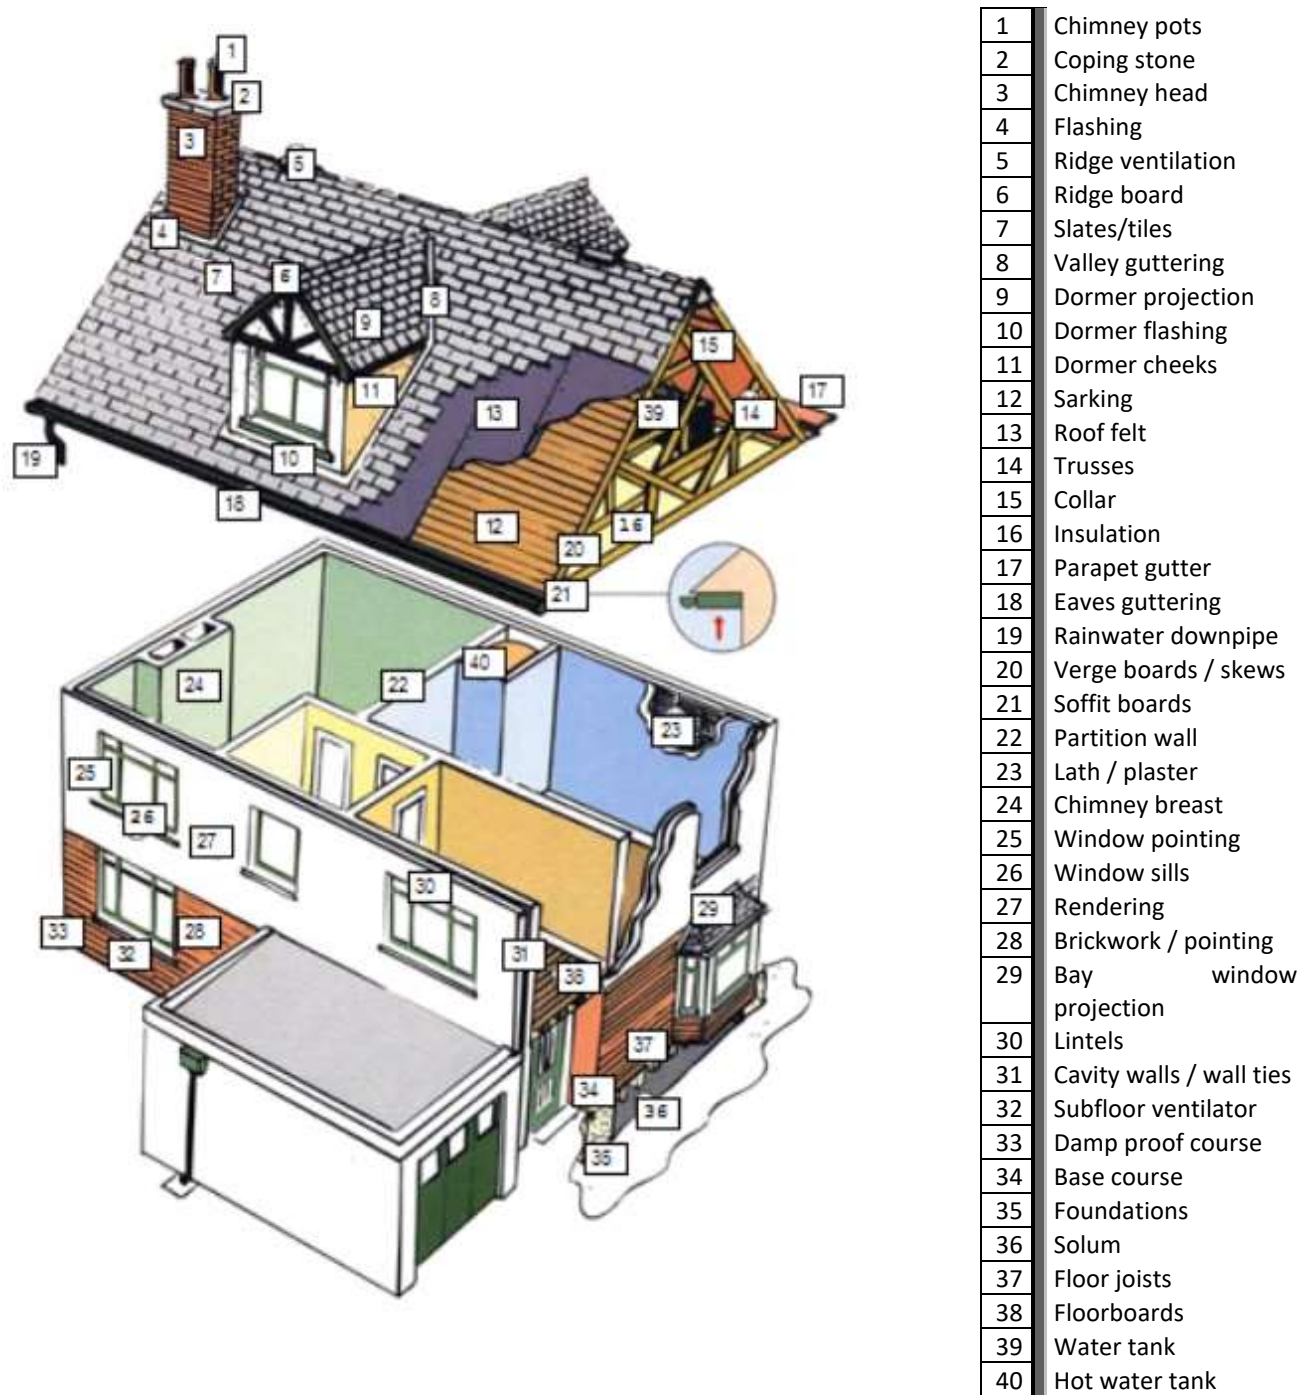 1 Chimney pots
2 Coping stone
3 Chimney head
4 Flashing
5 Ridge ventilation
6 Ridge board
7 Slates/tiles
8 Valley guttering
9 Dormer projection
10 Dormer flashing
11 Dormer cheeks
12 Sarking
13 Roof felt
14 Trusses
15 Collar
16 Insulation
17 Parapet gutter
18 Eaves guttering
19 Rainwater downpipe
20 Verge boards / skews
21 Soffit boards
22 Partition wall
23 Lath / plaster
24 Chimney breast
25 Window pointing
26 Window sills
27 Rendering
28 Brickwork / pointing
29 Bay window
projection
30 Lintels
31 Cavity walls / wall ties
32 Subfloor ventilator
33 Damp proof course
34 Base course
35 Foundations
36 Solum
37 Floor joists
38 Floorboards
39 Water tank
40 Hot water tank
1
2
3
5
4
7
6
8
9
15
11
17
13
39
14
10
19
18
12
16
20
21
40
24
22
23
25
26
27
30
29
33
28
32
31
38
37
34
36
35